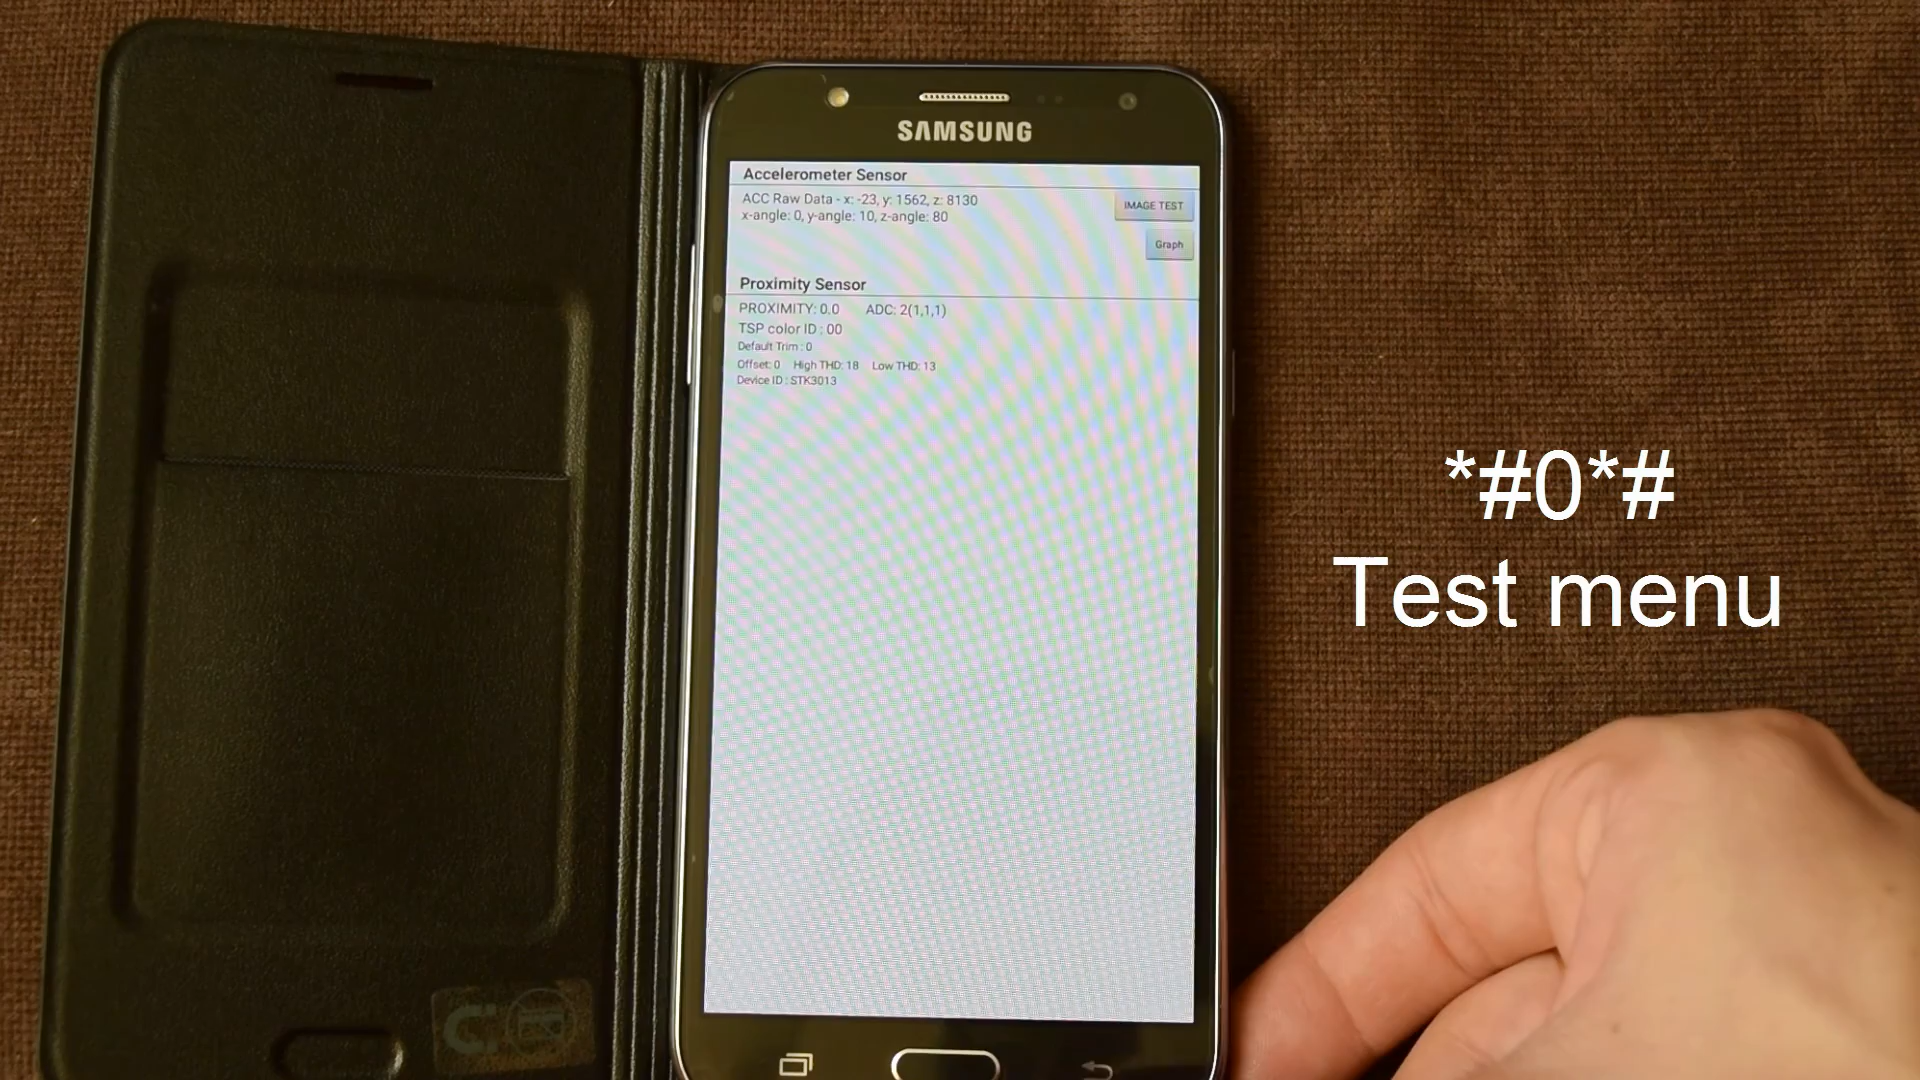 SAMSUNG
Accelerometer Sensor
ACC Raw Data - x: -23, y: 1562, z: 8130
x-angle: 0, y-angle: 10, z-angle: 80
IMAGE TEST
Graph
Proximity Sensor
PROXIMITY: 0.0 ADC: 2(1,1,1)
TSP color ID : 00
Default Trim : 0
Offset: 0 High THD: 18 Low THD: 13
Device ID : STK3013
*#0*#
Test menu